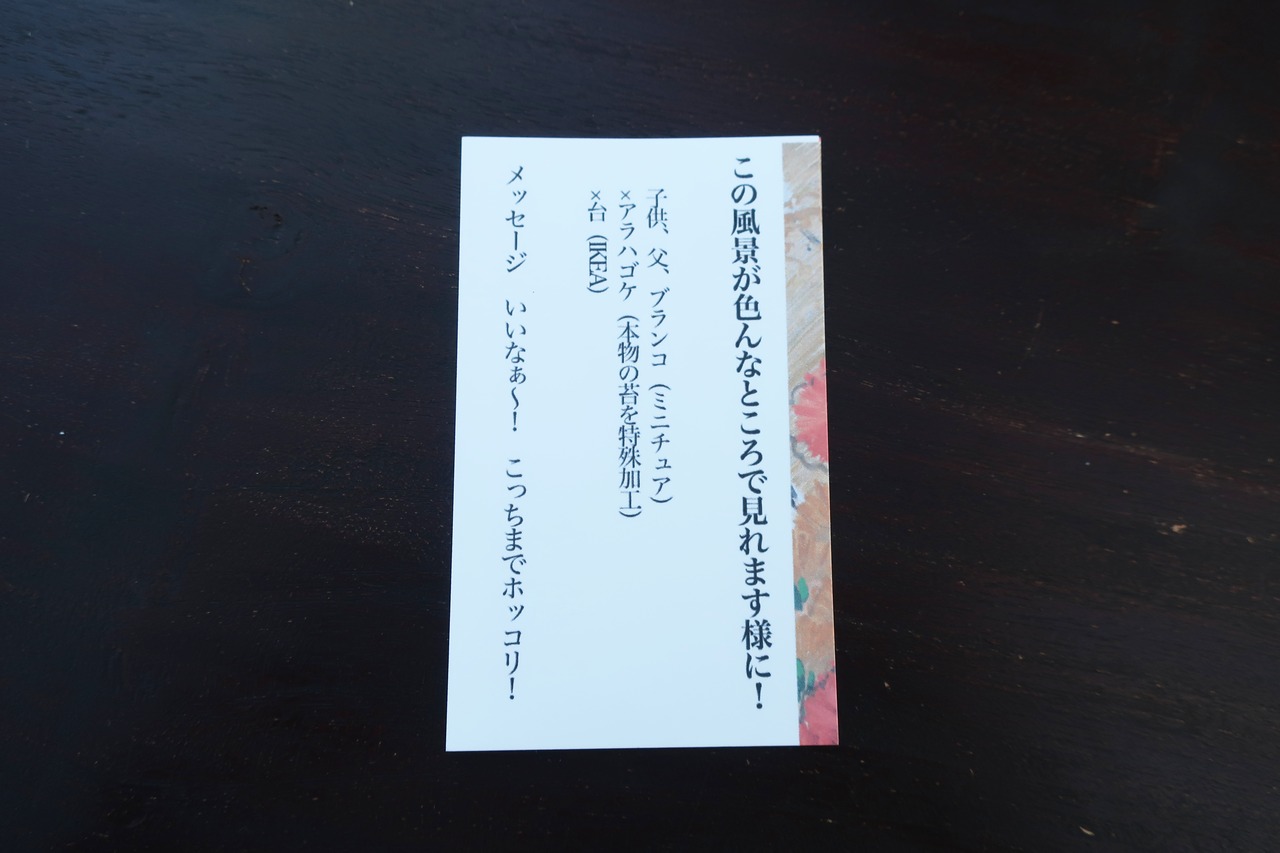 この風景が色んなところで見れます様に！
子供、父、ブランコ（ミニチュア）
×アラハゴケ（本物の苔を特殊加工）
×台（IKEA）
メッセージ　いいなぁ～！　こっちまでホッコリ！